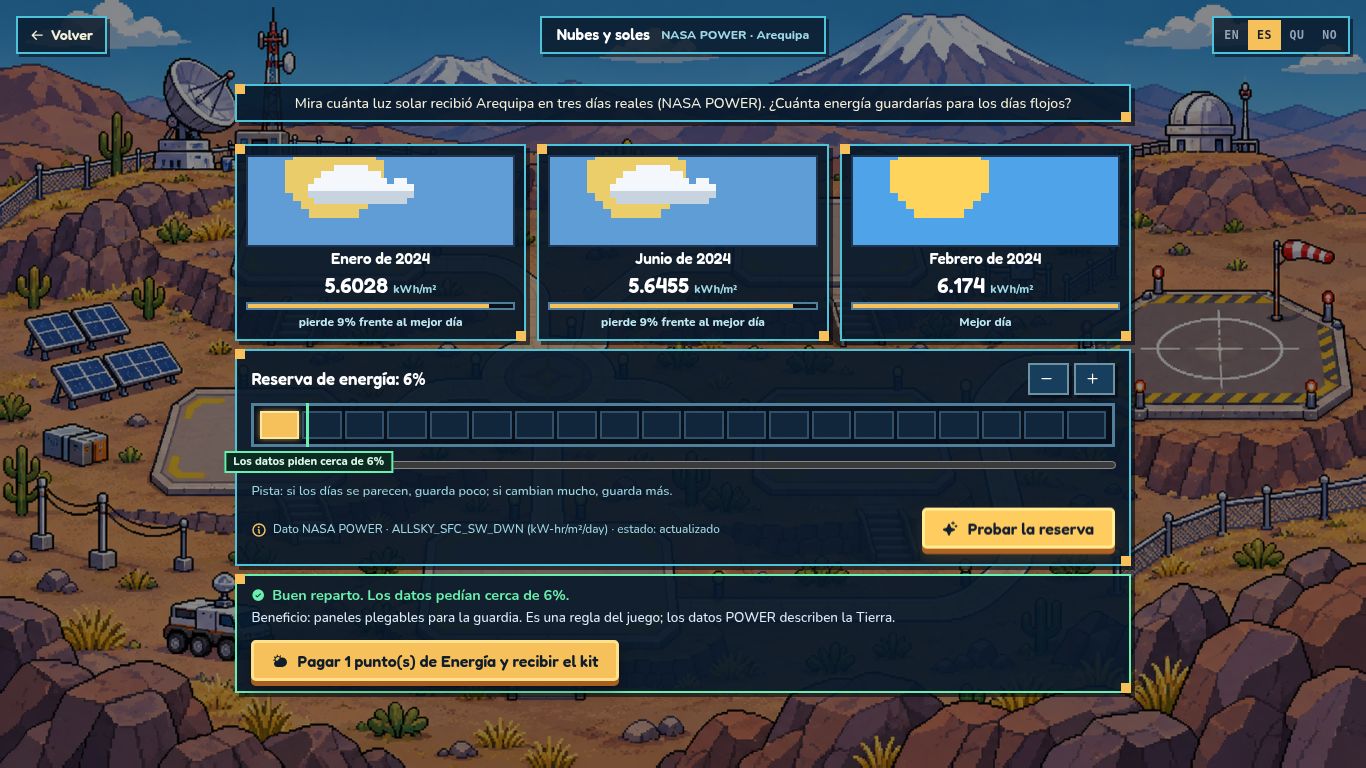 ← Volver
Nubes y soles NASA POWER · Arequipa
EN ES QU NO
Mira cuánta luz solar recibió Arequipa en tres días reales (NASA POWER). ¿Cuánta energía guardarías para los días flojos?
Enero de 2024
5.6028 kWh/m²
pierde 9% frente al mejor día
Junio de 2024
5.6455 kWh/m²
pierde 9% frente al mejor día
Febrero de 2024
6.174 kWh/m²
Mejor día
Reserva de energía: 6%
− +
Los datos piden cerca de 6%
Pista: si los días se parecen, guarda poco; si cambian mucho, guarda más.
Dato NASA POWER · ALLSKY_SFC_SW_DWN (kW-hr/m²/day) · estado: actualizado
Probar la reserva
Buen reparto. Los datos pedían cerca de 6%.
Beneficio: paneles plegables para la guardia. Es una regla del juego; los datos POWER describen la Tierra.
Pagar 1 punto(s) de Energía y recibir el kit